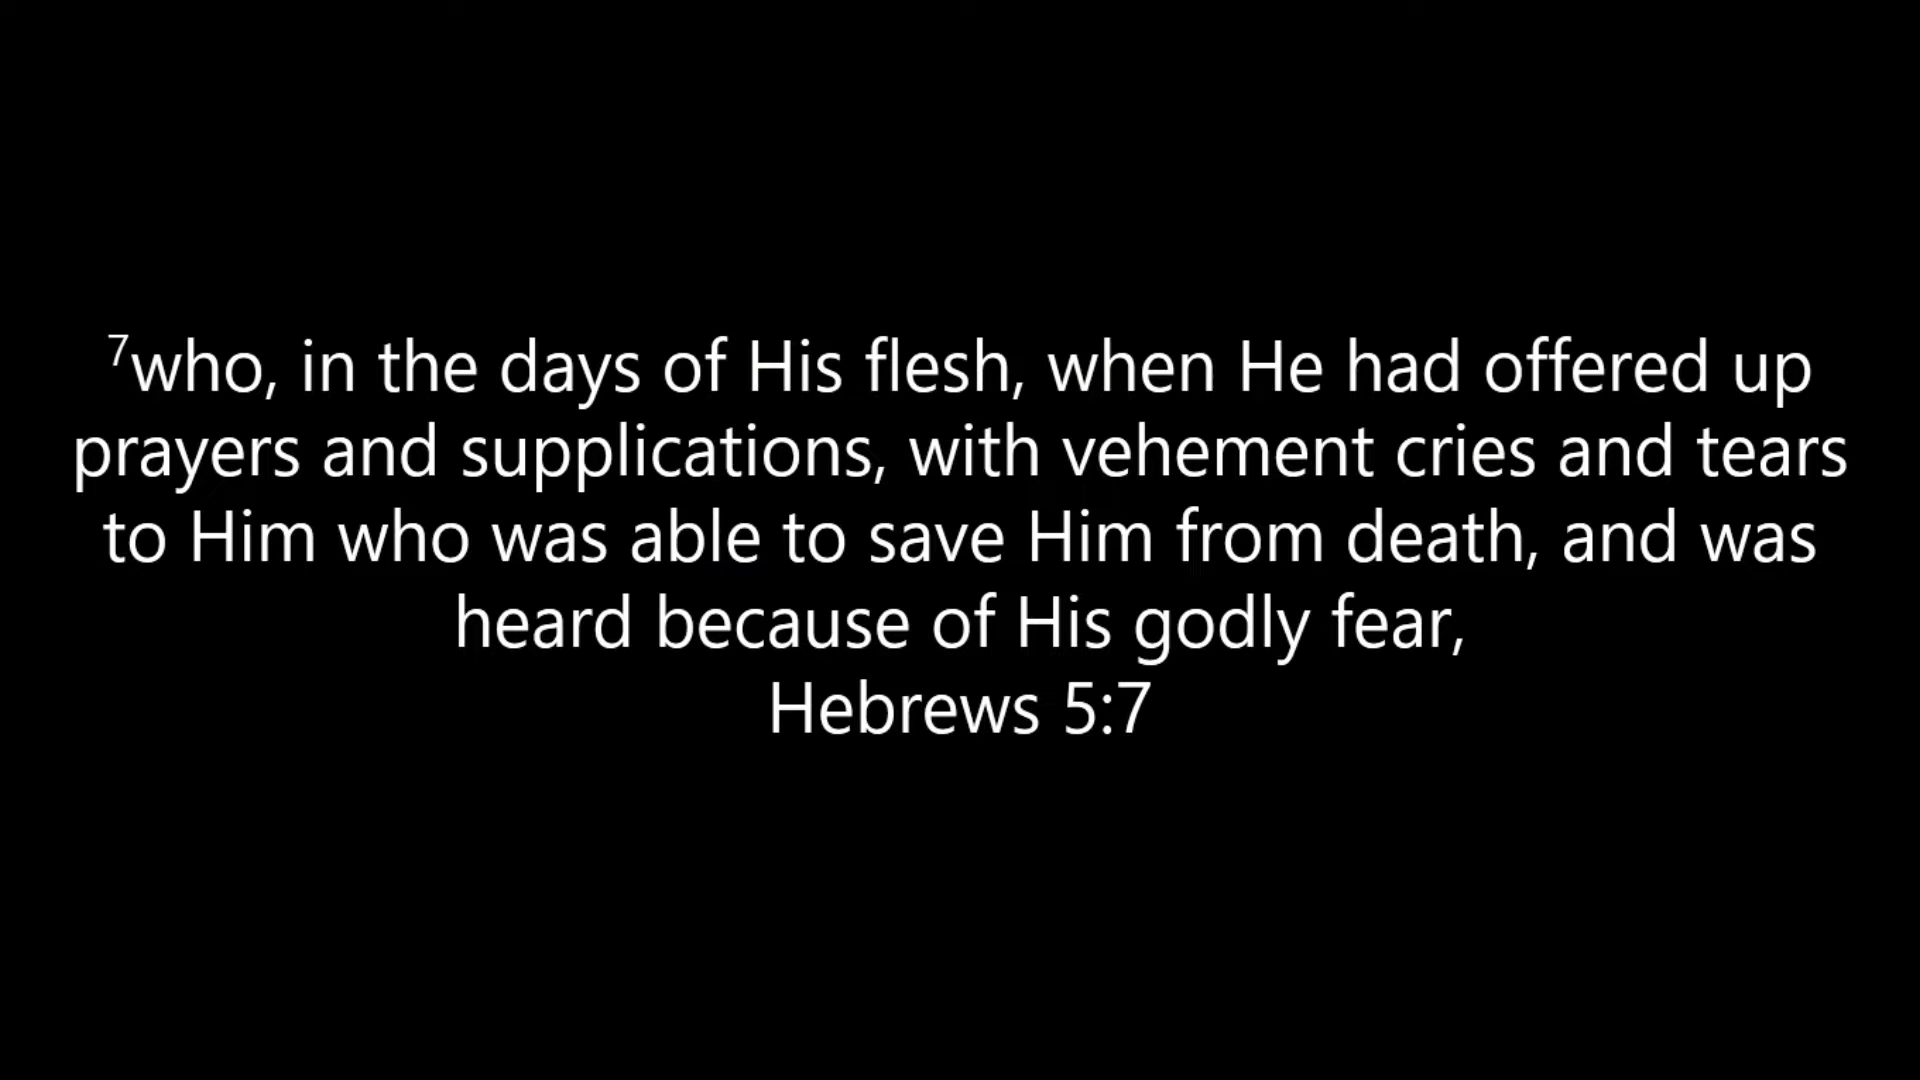 ⁷who, in the days of His flesh, when He had offered up
prayers and supplications, with vehement cries and tears
to Him who was able to save Him from death, and was
heard because of His godly fear,
Hebrews 5:7